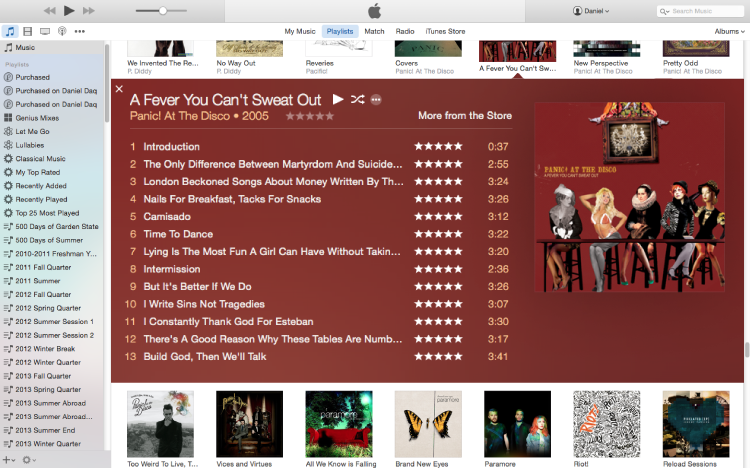 Daniel
Search Music
My Music
Playlists
Match
Radio
iTunes Store
Albums
Music
Playlists
Purchased
Purchased on Daniel Daq
Purchased on Daniel Daq
Genius Mixes
Let Me Go
Lullabies
Classical Music
My Top Rated
Recently Added
Recently Played
Top 25 Most Played
500 Days of Garden State
500 Days of Summer
2010-2011 Freshman Y...
2011 Fall Quarter
2011 Summer
2012 Fall Quarter
2012 Spring Quarter
2012 Summer Session 1
2012 Summer Session 2
2012 Winter Break
2012 Winter Quarter
2013 Fall Quarter
2013 Spring Quarter
2013 Summer Abroad
2013 Summer Abroad...
2013 Summer End
2013 Winter Quarter
We Invented The Re...
P. Diddy
No Way Out
P. Diddy
Reveries
Pacific!
PANIC
Covers
Panic! At The Disco
A Fever You Can't Sw...
New Perspective
Panic! At The Disco
Pretty Odd
Panic! At The Disco
A Fever You Can't Sweat Out
Panic! At The Disco • 2005
More from the Store
1 Introduction 0:37
2 The Only Difference Between Martyrdom And Suicide... 2:55
3 London Beckoned Songs About Money Written By Th... 3:24
4 Nails For Breakfast, Tacks For Snacks 3:26
5 Camisado 3:12
6 Time To Dance 3:22
7 Lying Is The Most Fun A Girl Can Have Without Takin... 3:20
8 Intermission 2:36
9 But It's Better If We Do 3:26
10 I Write Sins Not Tragedies 3:07
11 I Constantly Thank God For Esteban 3:30
12 There's A Good Reason Why These Tables Are Numb... 3:17
13 Build God, Then We'll Talk 3:41
PANIC! AT THE DISCO
A FEVER YOU CAN'T SWEAT OUT
paramore
paramore
RIOT!
Too Weird To Live, T...
Vices and Virtues
All We Know is Falling
Brand New Eyes
Paramore
Riot!
Reload Sessions